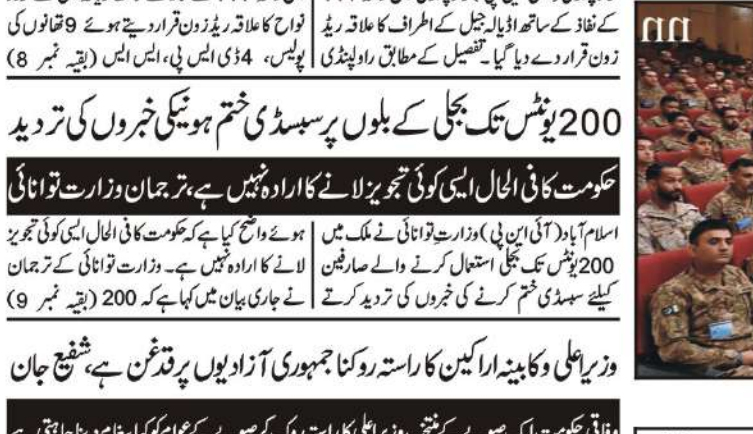 کے نفاذ کے ساتھ اڈیالہ جیل کے اطراف کا علاقہ ریڈ
زون قرار دے دیا گیا۔ تفصیل کے مطابق راولپنڈی
نواح کا علاقہ ریڈ زون قرار دیتے ہوئے 9 تھانوں کی
پولیس، 4 ڈی ایس پی، ایس ایس (بقیہ نمبر 8)
200 یونٹس تک بجلی کے بلوں پر سبسڈی ختم ہونیکی خبروں کی تردید
حکومت کا فی الحال ایسی کوئی تجویز لانے کا ارادہ نہیں ہے، ترجمان وزارت توانائی
اسلام آباد (آئی این پی) وزارتِ توانائی نے ملک میں
200 یونٹس تک بجلی استعمال کرنے والے صارفین
کیلئے سبسڈی ختم کرنے کی خبروں کی تردید کرتے
ہوئے واضح کیا ہے کہ حکومت کا فی الحال ایسی کوئی تجویز
لانے کا ارادہ نہیں ہے۔ وزارت توانائی کے ترجمان
نے جاری بیان میں کہا ہے کہ 200 (بقیہ نمبر 9)
وزیراعلی وکابینہ اراکین کا راستہ روکنا جمہوری آزادیوں پر قدغن ہے، شفیع جان
nn